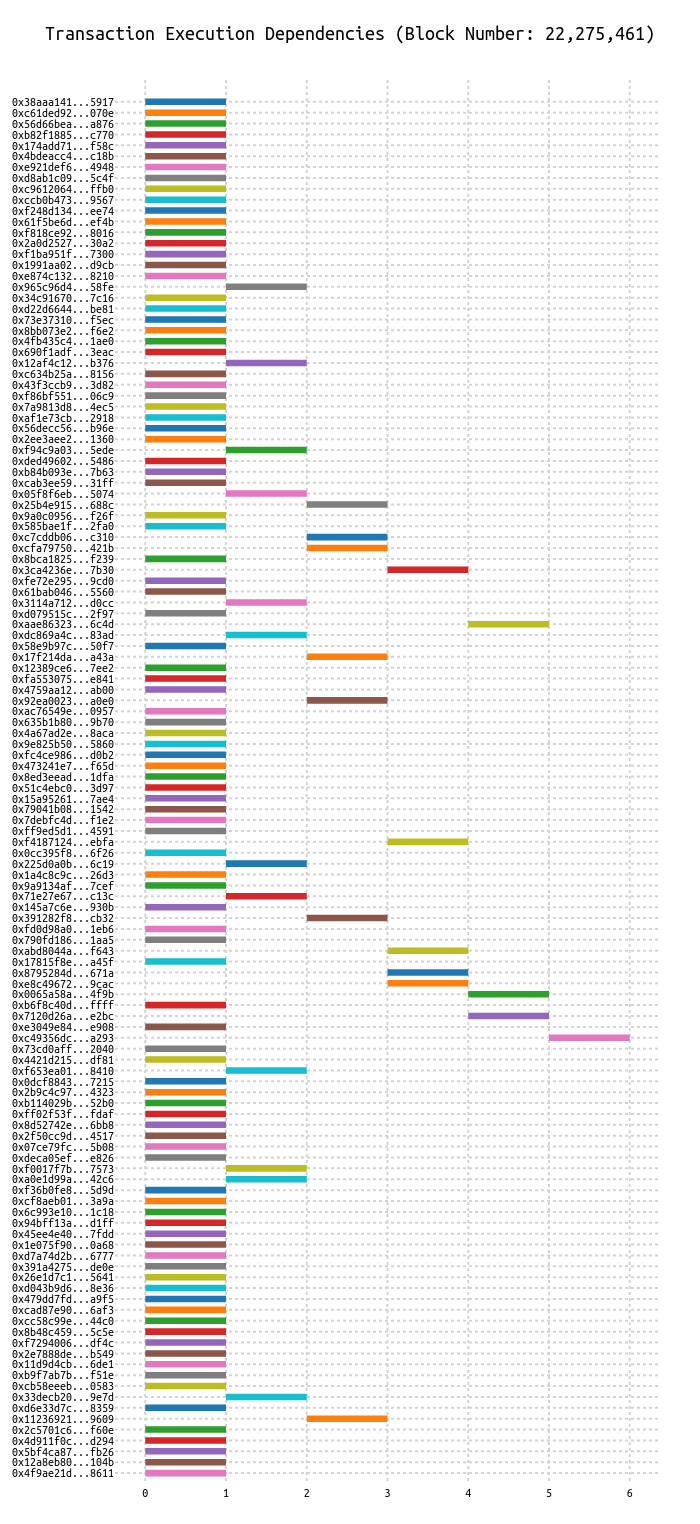 Transaction Execution Dependencies (Block Number: 22,275,461)
0x38aaa141...5917
0xc61ded92...070e
0x56d66bea...a876
0xb82f1885...c770
0x174add71...f58c
0x4bdeacc4...c18b
0xe921def6...4948
0xd8ab1c09...5c4f
0xc9612064...ffb0
0xccb0b473...9567
0xf248d134...ee74
0x61f5be6d...ef4b
0xf818ce92...8016
0x2a0d2527...30a2
0xf1ba951f...7300
0x1991aa02...d9cb
0xe874c132...8210
0x965c96d4...58fe
0x34c91670...7c16
0xd22d6644...be81
0x73e37310...f5ec
0x8bb073e2...f6e2
0x4fb435c4...1ae0
0x690f1adf...3eac
0x12af4c12...b376
0xc634b25a...8156
0x43f3ccb9...3d82
0xf86bf551...06c9
0x7a9813d8...4ec5
0xaf1e73cb...2918
0x56decc56...b96e
0x2ee3aee2...1360
0xf94c9a03...5ede
0xded49602...5486
0xb84b093e...7b63
0xcab3ee59...31ff
0x05f8f6eb...5074
0x25b4e915...688c
0x9a0c0956...f26f
0x585bae1f...2fa0
0xc7cddb06...c310
0xcfa79750...421b
0x8bca1825...f239
0x3ca4236e...7b30
0xfe72e295...9cd0
0x61bab046...5560
0x3114a712...d0cc
0xd079515c...2f97
0xaae86323...6c4d
0xdc869a4c...83ad
0x58e9b97c...50f7
0x17f214da...a43a
0x12389ce6...7ee2
0xfa553075...e841
0x4759aa12...ab00
0x92ea0023...a0e0
0xac76549e...0957
0x635b1b80...9b70
0x4a67ad2e...8aca
0x9e825b50...5860
0xfc4ce986...d0b2
0x473241e7...f65d
0x8ed3eead...1dfa
0x51c4ebc0...3d97
0x15a95261...7ae4
0x79041b08...1542
0x7debfc4d...f1e2
0xff9ed5d1...4591
0xf4187124...ebfa
0x0cc395f8...6f26
0x225d0a0b...6c19
0x1a4c8c9c...26d3
0x9a9134af...7cef
0x71e27e67...c13c
0x145a7c6e...930b
0x391282f8...cb32
0xfd0d98a0...1eb6
0x790fd186...1aa5
0xabd8044a...f643
0x17815f8e...a45f
0x8795284d...671a
0xe8c49672...9cac
0x0065a58a...4f9b
0xb6f8c40d...ffff
0x7120d26a...e2bc
0xe3049e84...e908
0xc49356dc...a293
0x73cd0aff...2040
0x4421d215...df81
0xf653ea01...8410
0x0dcf8843...7215
0x2b9c4c97...4323
0xb114029b...52b0
0xff02f53f...fdaf
0x8d52742e...6bb8
0x2f50cc9d...4517
0x07ce79fc...5b08
0xdeca05ef...e826
0xf0017f7b...7573
0xa0e1d99a...42c6
0xf36b0fe8...5d9d
0xcf8aeb01...3a9a
0x6c993e10...1c18
0x94bff13a...d1ff
0x45ee4e40...7fdd
0x1e075f90...0a68
0xd7a74d2b...6777
0x391a4275...de0e
0x26e1d7c1...5641
0xd043b9d6...8e36
0x479dd7fd...a9f5
0xcad87e90...6af3
0xcc58c99e...44c0
0x8b48c459...5c5e
0xf7294006...df4c
0x2e7888de...b549
0x11d9d4cb...6de1
0xb9f7ab7b...f51e
0xcb58eeeb...0583
0x33decb20...9e7d
0xd6e33d7c...8359
0x11236921...9609
0x2c5701c6...f60e
0x4d911f0c...d294
0x5bf4ca87...fb26
0x12a8eb80...104b
0x4f9ae21d...8611
0 1 2 3 4 5 6